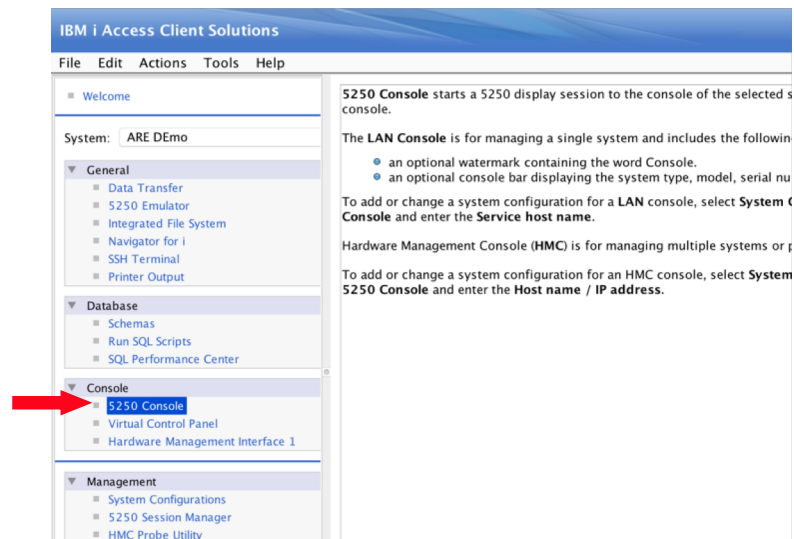 IBM i Access Client Solutions
File Edit Actions Tools Help
Welcome
System: ARE DEmo
General
Data Transfer
5250 Emulator
Integrated File System
Navigator for i
SSH Terminal
Printer Output
Database
Schemas
Run SQL Scripts
SQL Performance Center
Console
5250 Console
Virtual Control Panel
Hardware Management Interface 1
Management
System Configurations
5250 Session Manager
HMC Probe Utility
5250 Console starts a 5250 display session to the console of the selected s
console.
The LAN Console is for managing a single system and includes the followin
an optional watermark containing the word Console.
an optional console bar displaying the system type, model, serial nu
To add or change a system configuration for a LAN console, select System
Console and enter the Service host name.
Hardware Management Console (HMC) is for managing multiple systems or
To add or change a system configuration for an HMC console, select System
5250 Console and enter the Host name / IP address.